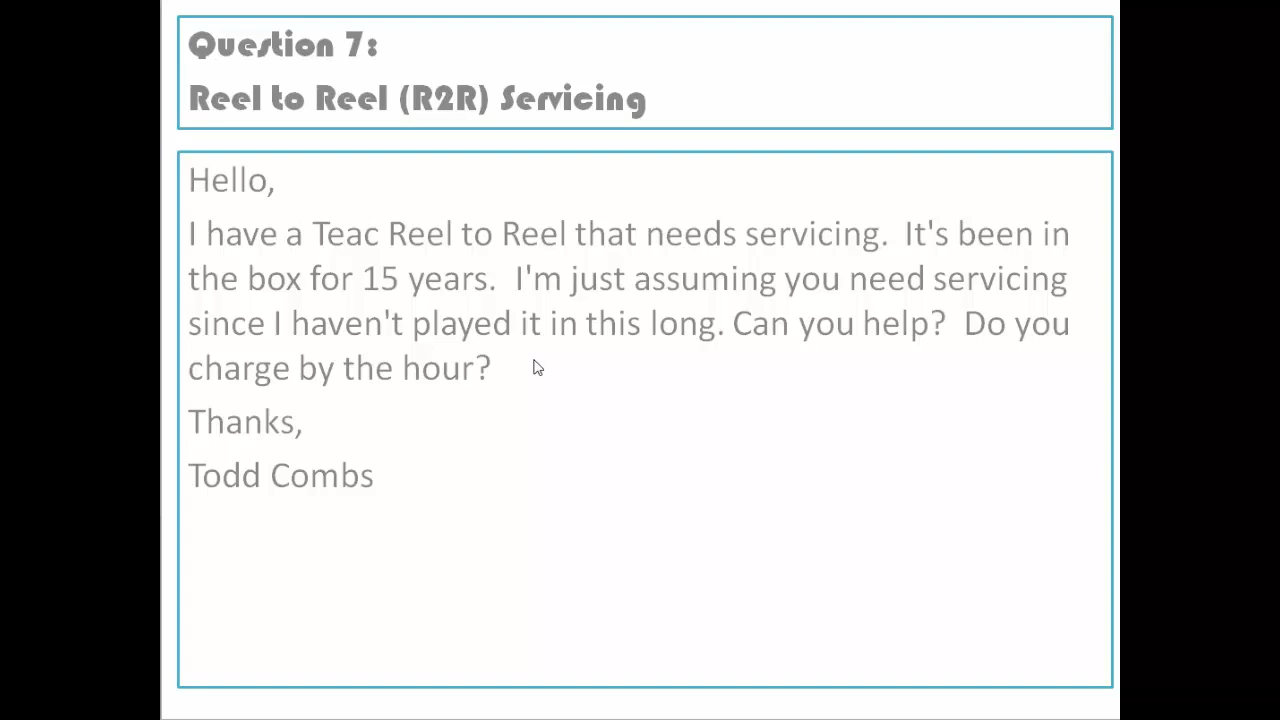 Question 7:
Reel to Reel (R2R) Servicing
Hello,
I have a Teac Reel to Reel that needs servicing.  It's been in
the box for 15 years.  I'm just assuming you need servicing
since I haven't played it in this long. Can you help?  Do you
charge by the hour?
Thanks,
Todd Combs